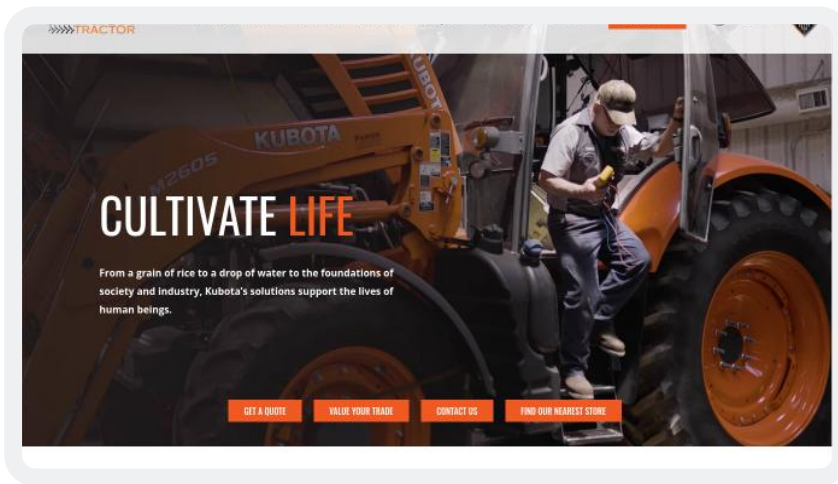 TRACTOR
KUBOTA
KUBOTA
M260S
CULTIVATE LIFE
From a grain of rice to a drop of water to the foundations of
society and industry, Kubota's solutions support the lives of
human beings.
GET A QUOTE
VALUE YOUR TRADE
CONTACT US
FIND OUR NEAREST STORE